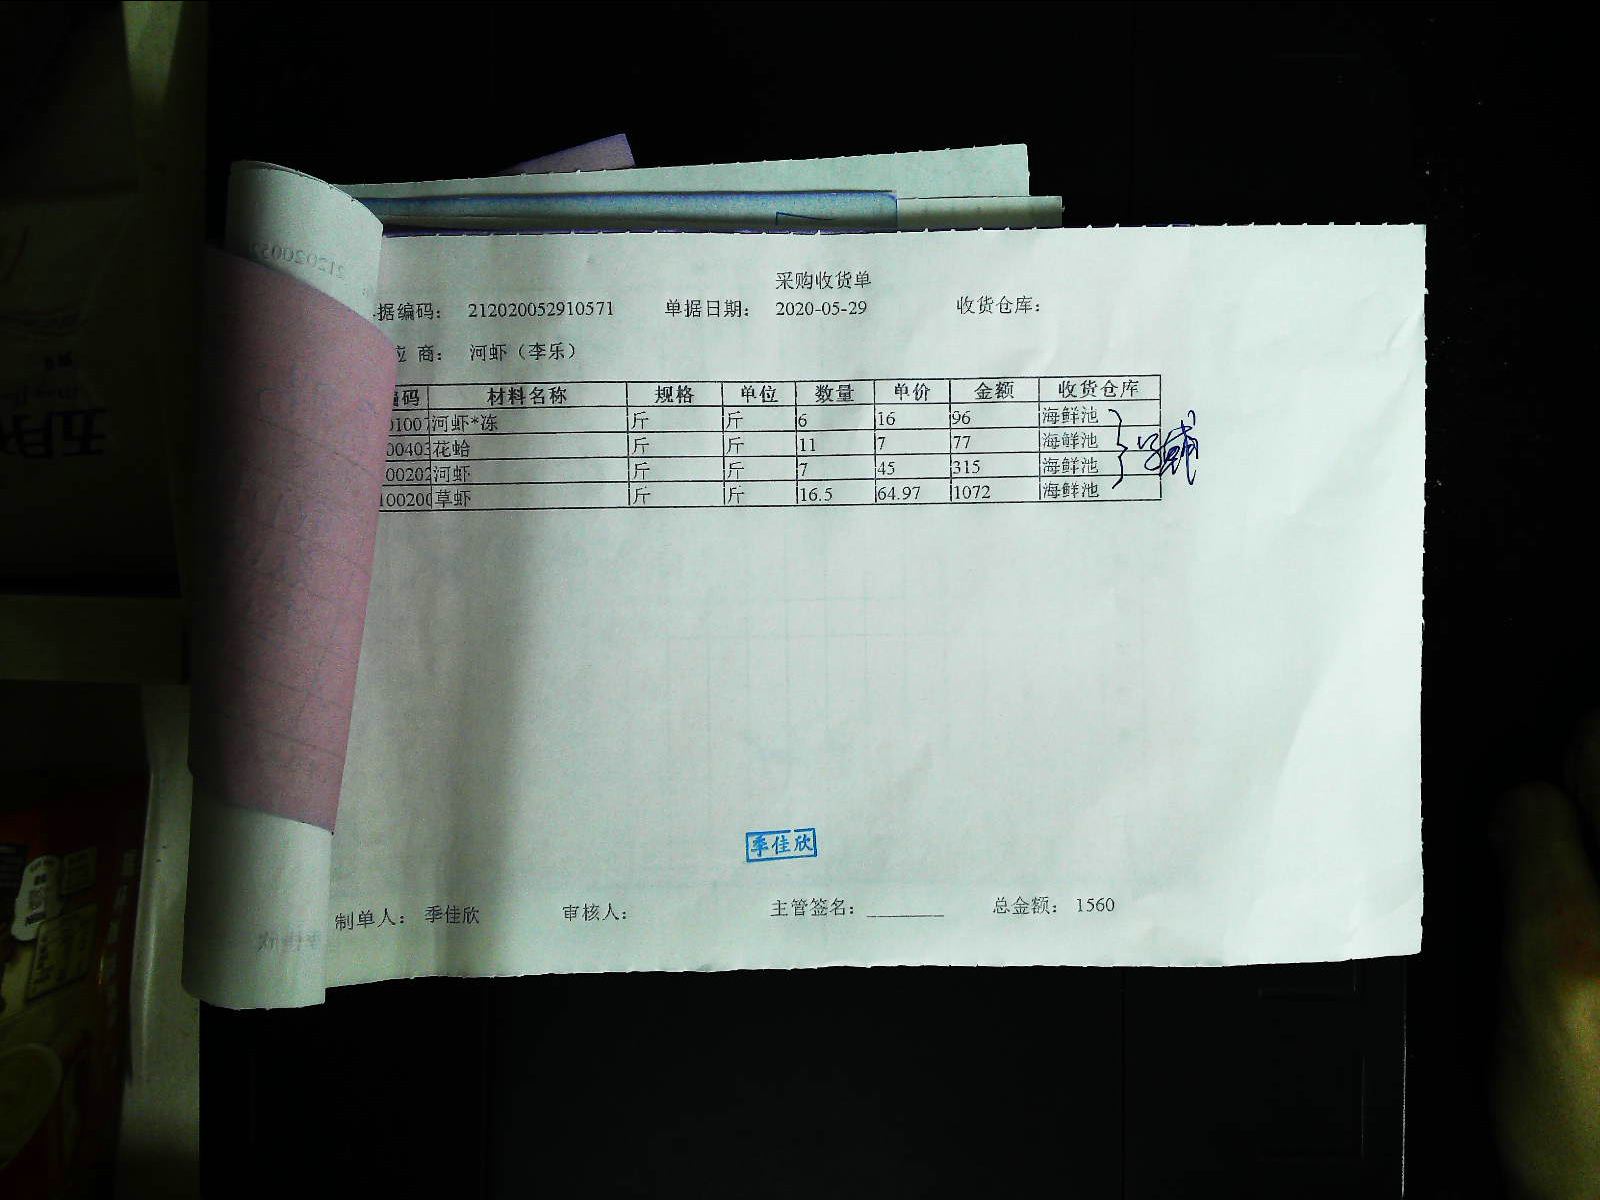 采购收货单
据编码: 212020052910571 单据日期: 2020-05-29 收货仓库:
应 商: 河虾(李乐)
编码 材料名称 规格 单位 数量 单价 金额 收货仓库
01007 河虾*冻 斤 斤 6 16 96 海鲜池
00403 花蛤 斤 斤 11 7 77 海鲜池
00202 河虾 斤 斤 7 45 315 海鲜池
100200 草虾 斤 斤 16.5 64.97 1072 海鲜池
季佳欣
制单人: 季佳欣 审核人: 主管签名: ________ 总金额: 1560